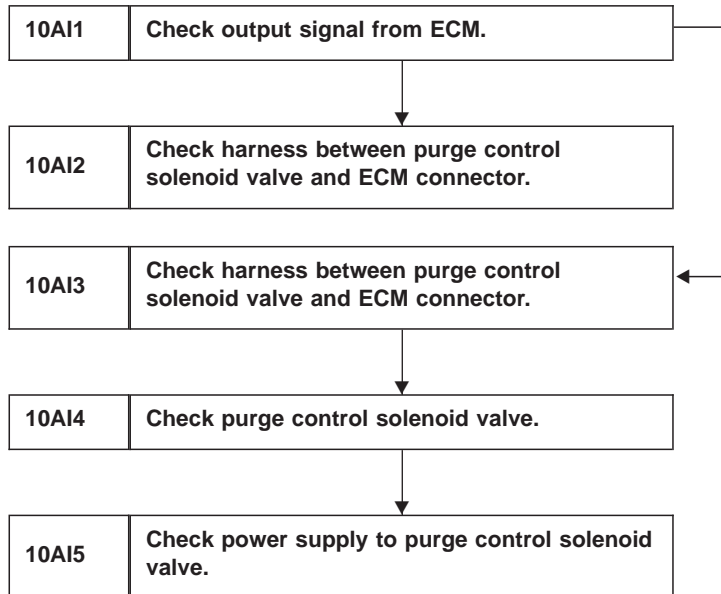 10AI1 Check output signal from ECM.
10AI2 Check harness between purge control
solenoid valve and ECM connector.
10AI3 Check harness between purge control
solenoid valve and ECM connector.
10AI4 Check purge control solenoid valve.
10AI5 Check power supply to purge control solenoid
valve.